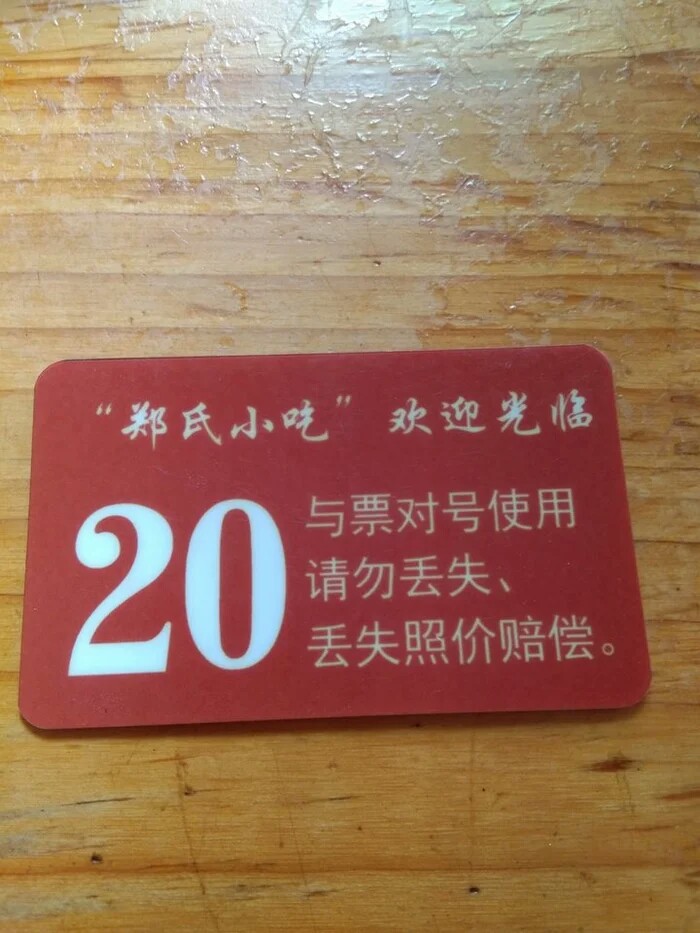 “郑氏小吃” 欢迎光临
20
与票对号使用
请勿丢失、
丢失照价赔偿。